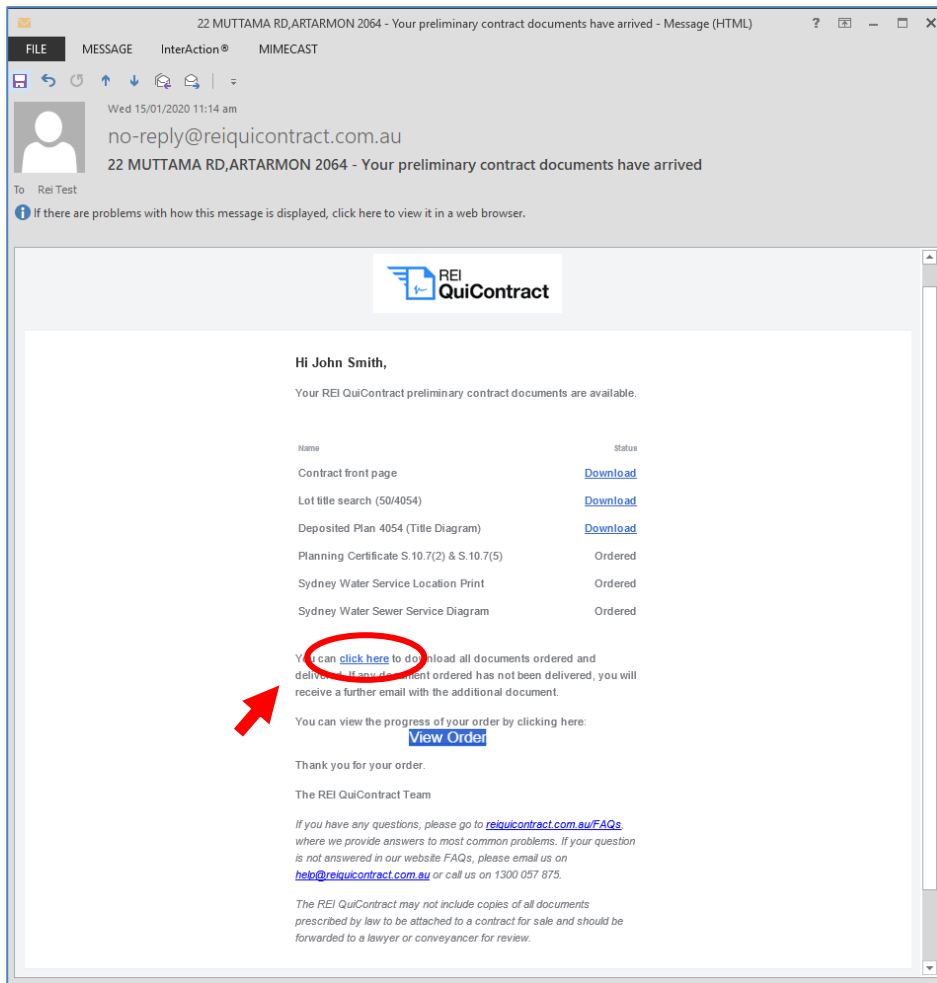 22 MUTTAMA RD,ARTARMON 2064 - Your preliminary contract documents have arrived - Message (HTML)
FILE MESSAGE InterAction® MIMECAST
Wed 15/01/2020 11:14 am
no-reply@reiquicontract.com.au
22 MUTTAMA RD,ARTARMON 2064 - Your preliminary contract documents have arrived
To Rei Test
If there are problems with how this message is displayed, click here to view it in a web browser.
REI
QuiContract
Hi John Smith,
Your REI QuiContract preliminary contract documents are available.
Name Status
Contract front page Download
Lot title search (50/4054) Download
Deposited Plan 4054 (Title Diagram) Download
Planning Certificate S.10.7(2) & S.10.7(5) Ordered
Sydney Water Service Location Print Ordered
Sydney Water Sewer Service Diagram Ordered
You can click here to download all documents ordered and
delivered. If any document ordered has not been delivered, you will
receive a further email with the additional document.
You can view the progress of your order by clicking here:
View Order
Thank you for your order.
The REI QuiContract Team
If you have any questions, please go to reiquicontract.com.au/FAQs,
where we provide answers to most common problems. If your question
is not answered in our website FAQs, please email us on
help@reiquicontract.com.au or call us on 1300 057 875.
The REI QuiContract may not include copies of all documents
prescribed by law to be attached to a contract for sale and should be
forwarded to a lawyer or conveyancer for review.